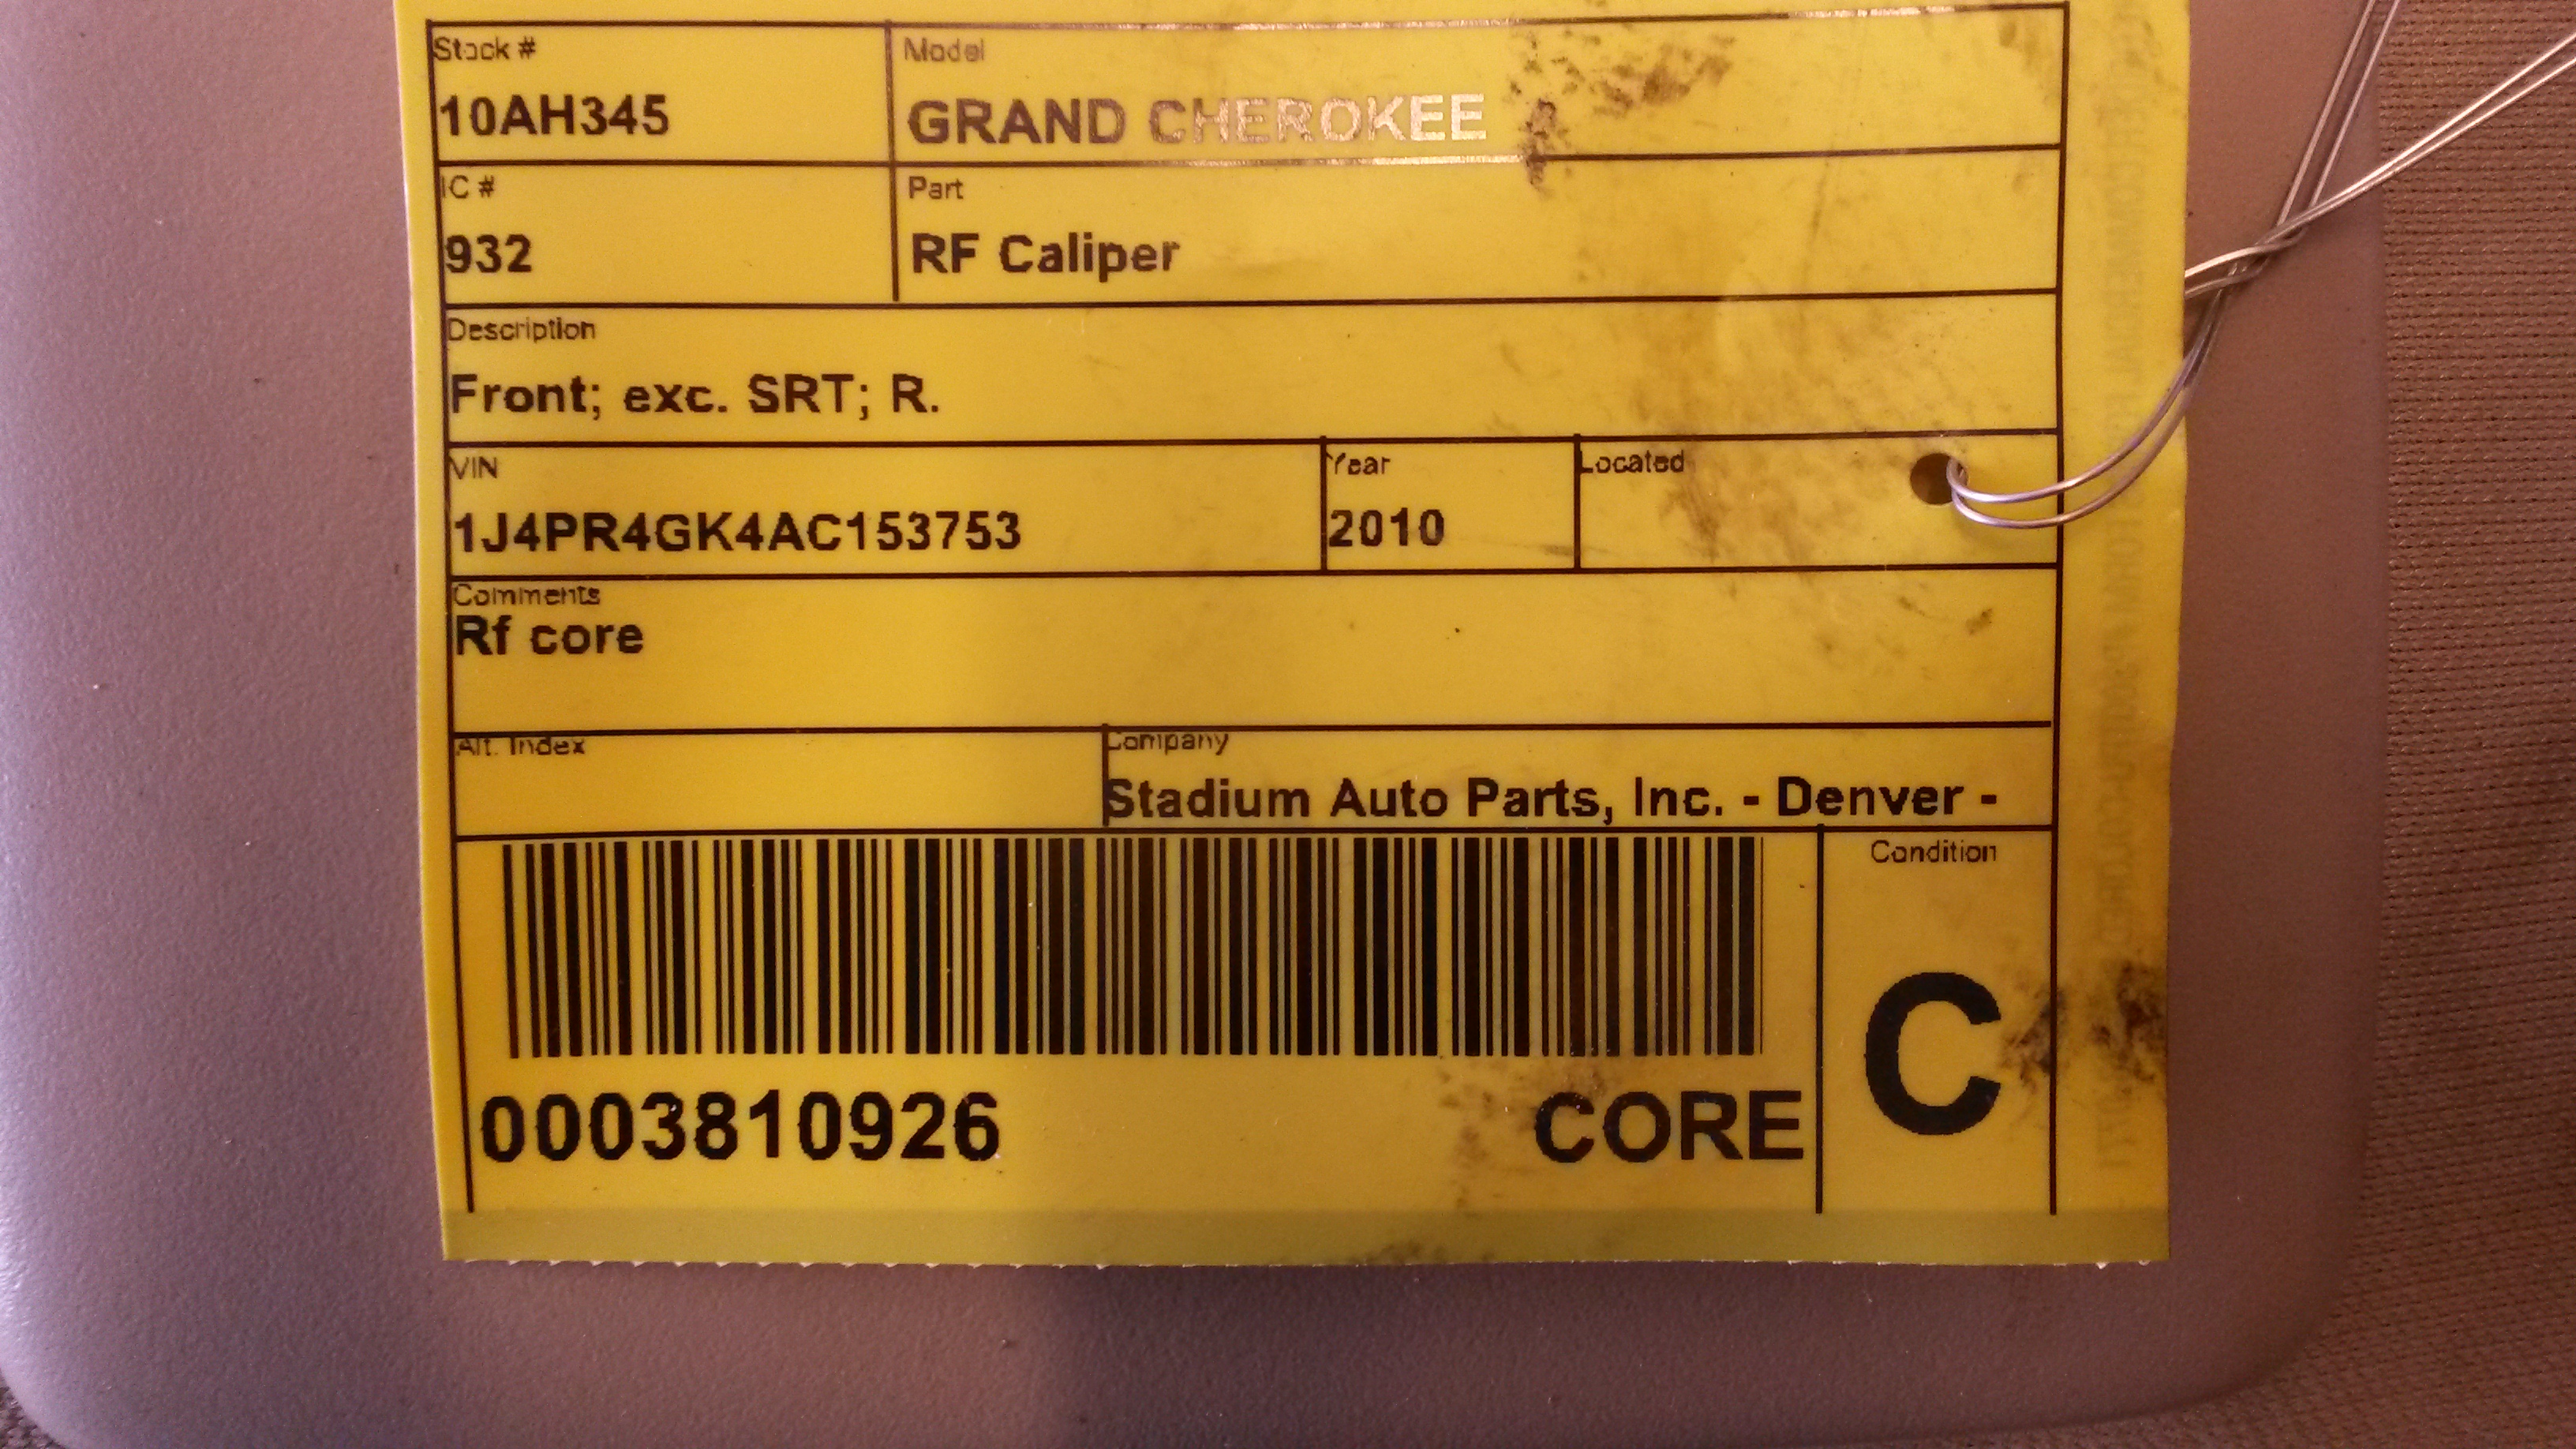 Stock # Model
10AH345 GRAND CHEROKEE
IC # Part
932 RF Caliper
Description
Front; exc. SRT; R.
VIN Year Located
1J4PR4GK4AC153753 2010
Comments
Rf core
Alt. Index Company
Stadium Auto Parts, Inc. - Denver -
Condition
C
0003810926 CORE